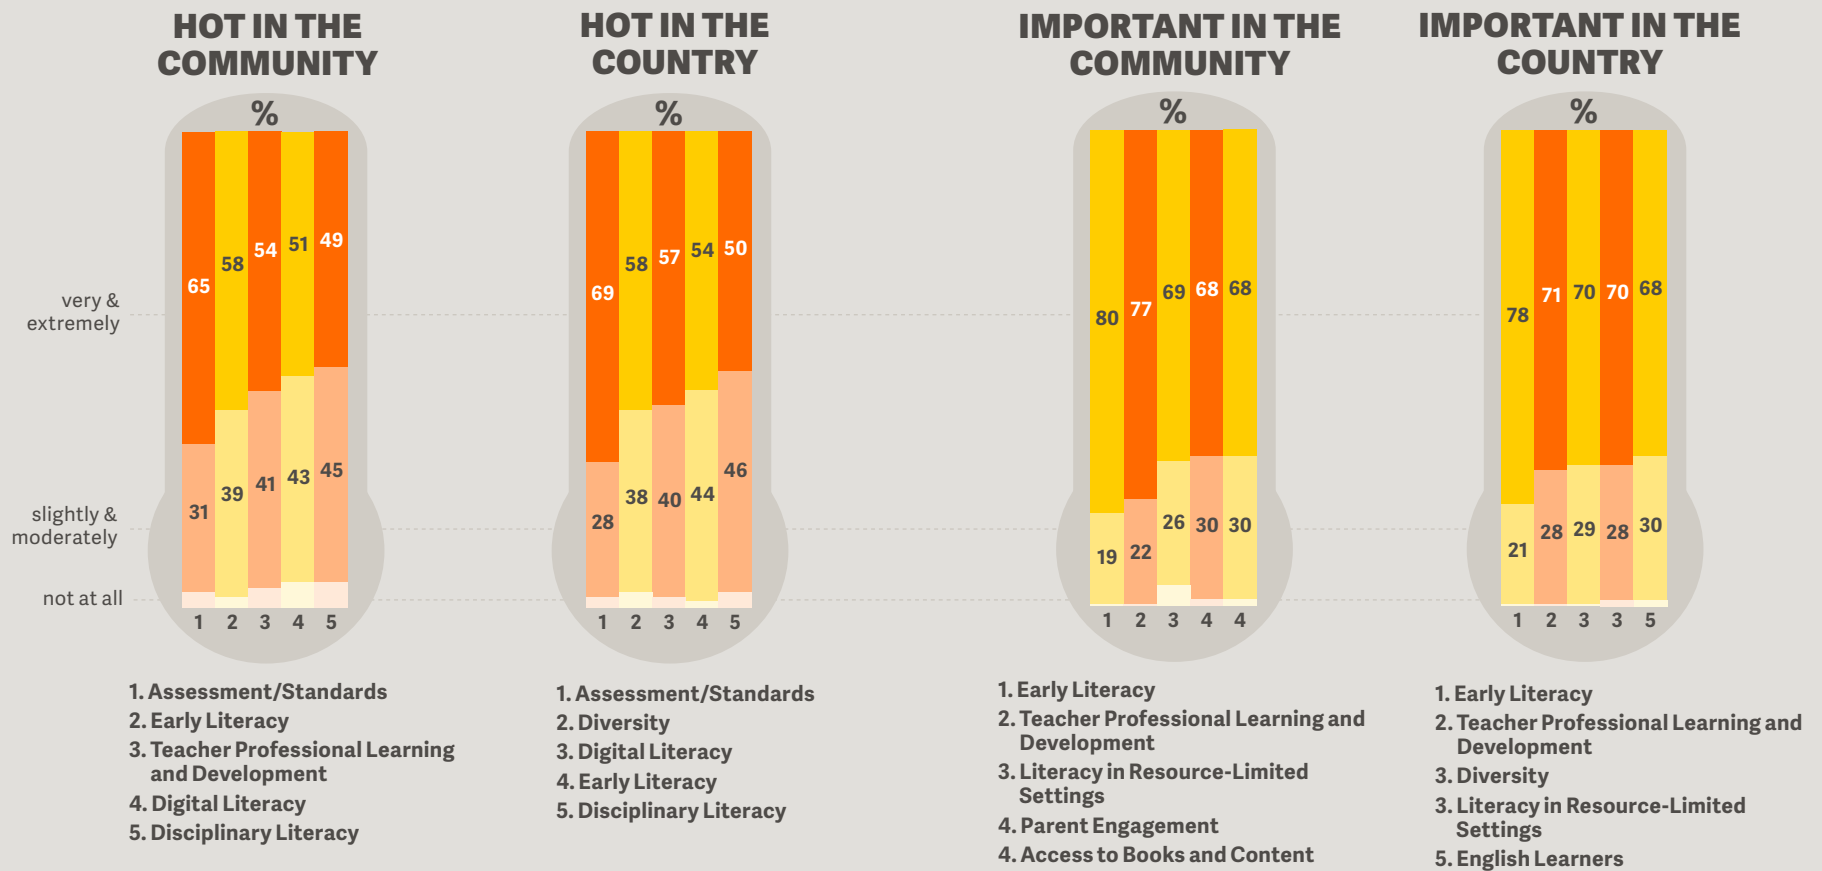 HOT IN THE
COMMUNITY
%
65
58
54
51
49
31
39
41
43
45
1
2
3
4
5
1. Assessment/Standards
2. Early Literacy
3. Teacher Professional Learning
and Development
4. Digital Literacy
5. Disciplinary Literacy
HOT IN THE
COUNTRY
%
69
58
57
54
50
28
38
40
44
46
1
2
3
4
5
1. Assessment/Standards
2. Diversity
3. Digital Literacy
4. Early Literacy
5. Disciplinary Literacy
IMPORTANT IN THE
COMMUNITY
%
80
77
69
68
68
19
22
26
30
30
1
2
3
4
4
1. Early Literacy
2. Teacher Professional Learning and
Development
3. Literacy in Resource-Limited
Settings
4. Parent Engagement
4. Access to Books and Content
IMPORTANT IN THE
COUNTRY
%
78
71
70
70
68
21
28
29
28
30
1
2
3
3
5
1. Early Literacy
2. Teacher Professional Learning and
Development
3. Diversity
3. Literacy in Resource-Limited
Settings
5. English Learners
very &
extremely
slightly &
moderately
not at all